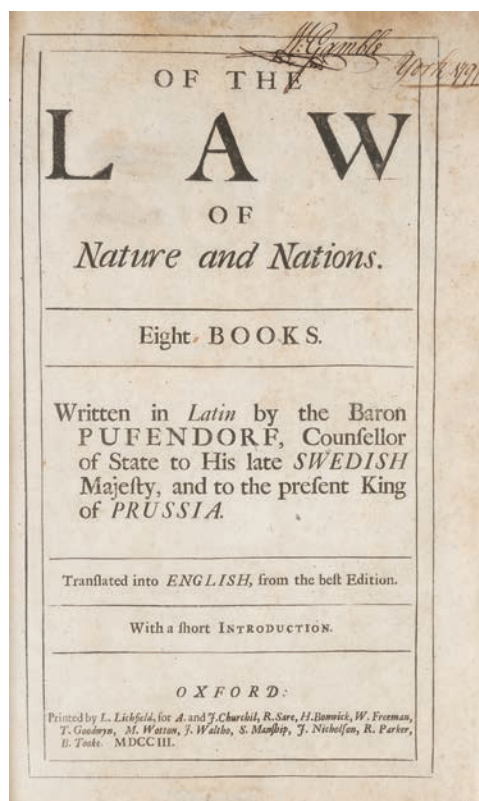 W. Gamble
York
OF THE
LAW
OF
Nature and Nations.
Eight BOOKS.
Written in Latin by the Baron
PUFENDORF, Counſellor
of State to His late SWEDISH
Majeſty, and to the preſent King
of PRUSSIA.
Tranſlated into ENGLISH, from the beſt Edition.
With a ſhort INTRODUCTION.
OXFORD:
Printed by L. Lichfield, for A. and J. Churchil, R. Sare, H. Bonwick, W. Freeman,
T. Goodwyn, M. Wotton, J. Waltho, S. Manſhip, J. Nicholſon, R. Parker,
B. Tooke. MDCCIII.